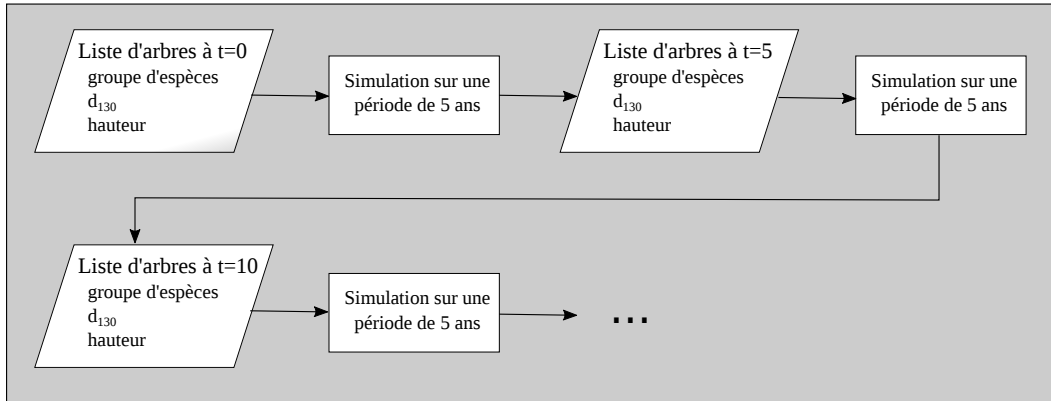 Liste d'arbres à t=0
groupe d'espèces
d₁₃₀
hauteur
Simulation sur une
période de 5 ans
Liste d'arbres à t=5
groupe d'espèces
d₁₃₀
hauteur
Simulation sur une
période de 5 ans
Liste d'arbres à t=10
groupe d'espèces
d₁₃₀
hauteur
Simulation sur une
période de 5 ans
...